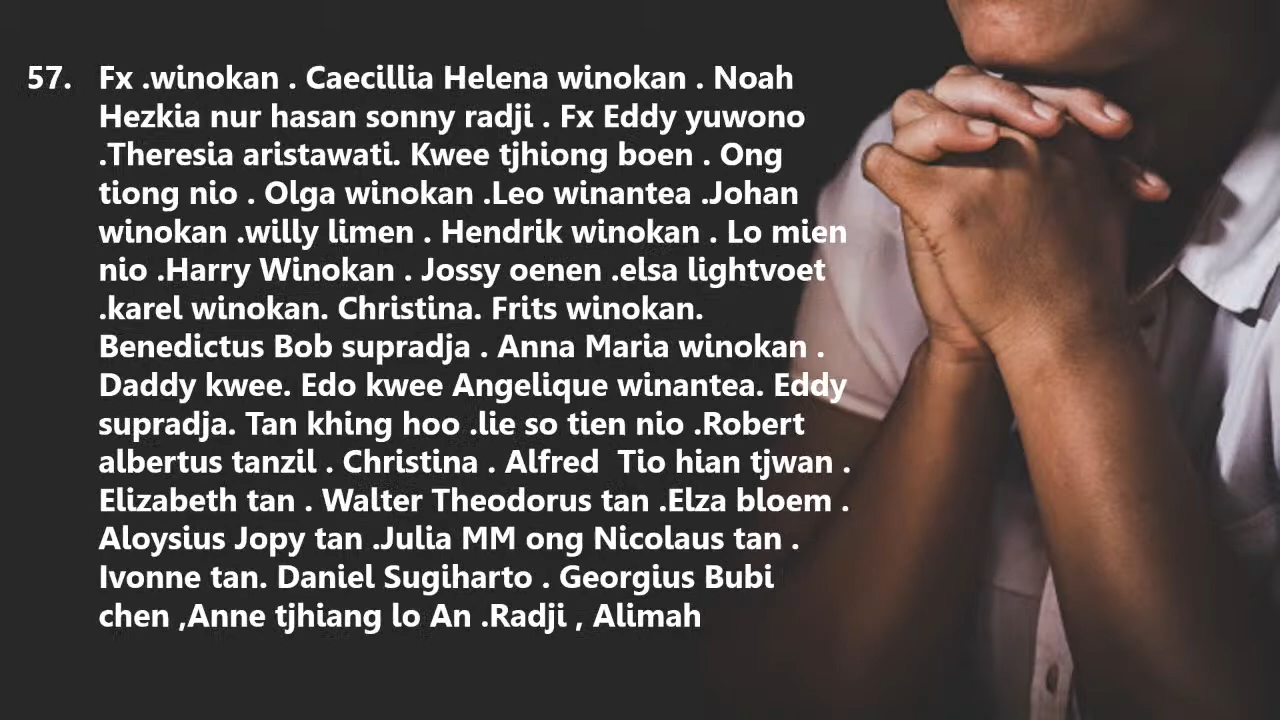 57. Fx .winokan . Caecillia Helena winokan . Noah
Hezkia nur hasan sonny radji . Fx Eddy yuwono
.Theresia aristawati. Kwee tjhiong boen . Ong
tiong nio . Olga winokan .Leo winantea .Johan
winokan .willy limen . Hendrik winokan . Lo mien
nio .Harry Winokan . Jossy oenen .elsa lightvoet
.karel winokan. Christina. Frits winokan.
Benedictus Bob supradja . Anna Maria winokan .
Daddy kwee. Edo kwee Angelique winantea. Eddy
supradja. Tan khing hoo .lie so tien nio .Robert
albertus tanzil . Christina . Alfred  Tio hian tjwan .
Elizabeth tan . Walter Theodorus tan .Elza bloem .
Aloysius Jopy tan .Julia MM ong Nicolaus tan .
Ivonne tan. Daniel Sugiharto . Georgius Bubi
chen ,Anne tjhiang lo An .Radji , Alimah